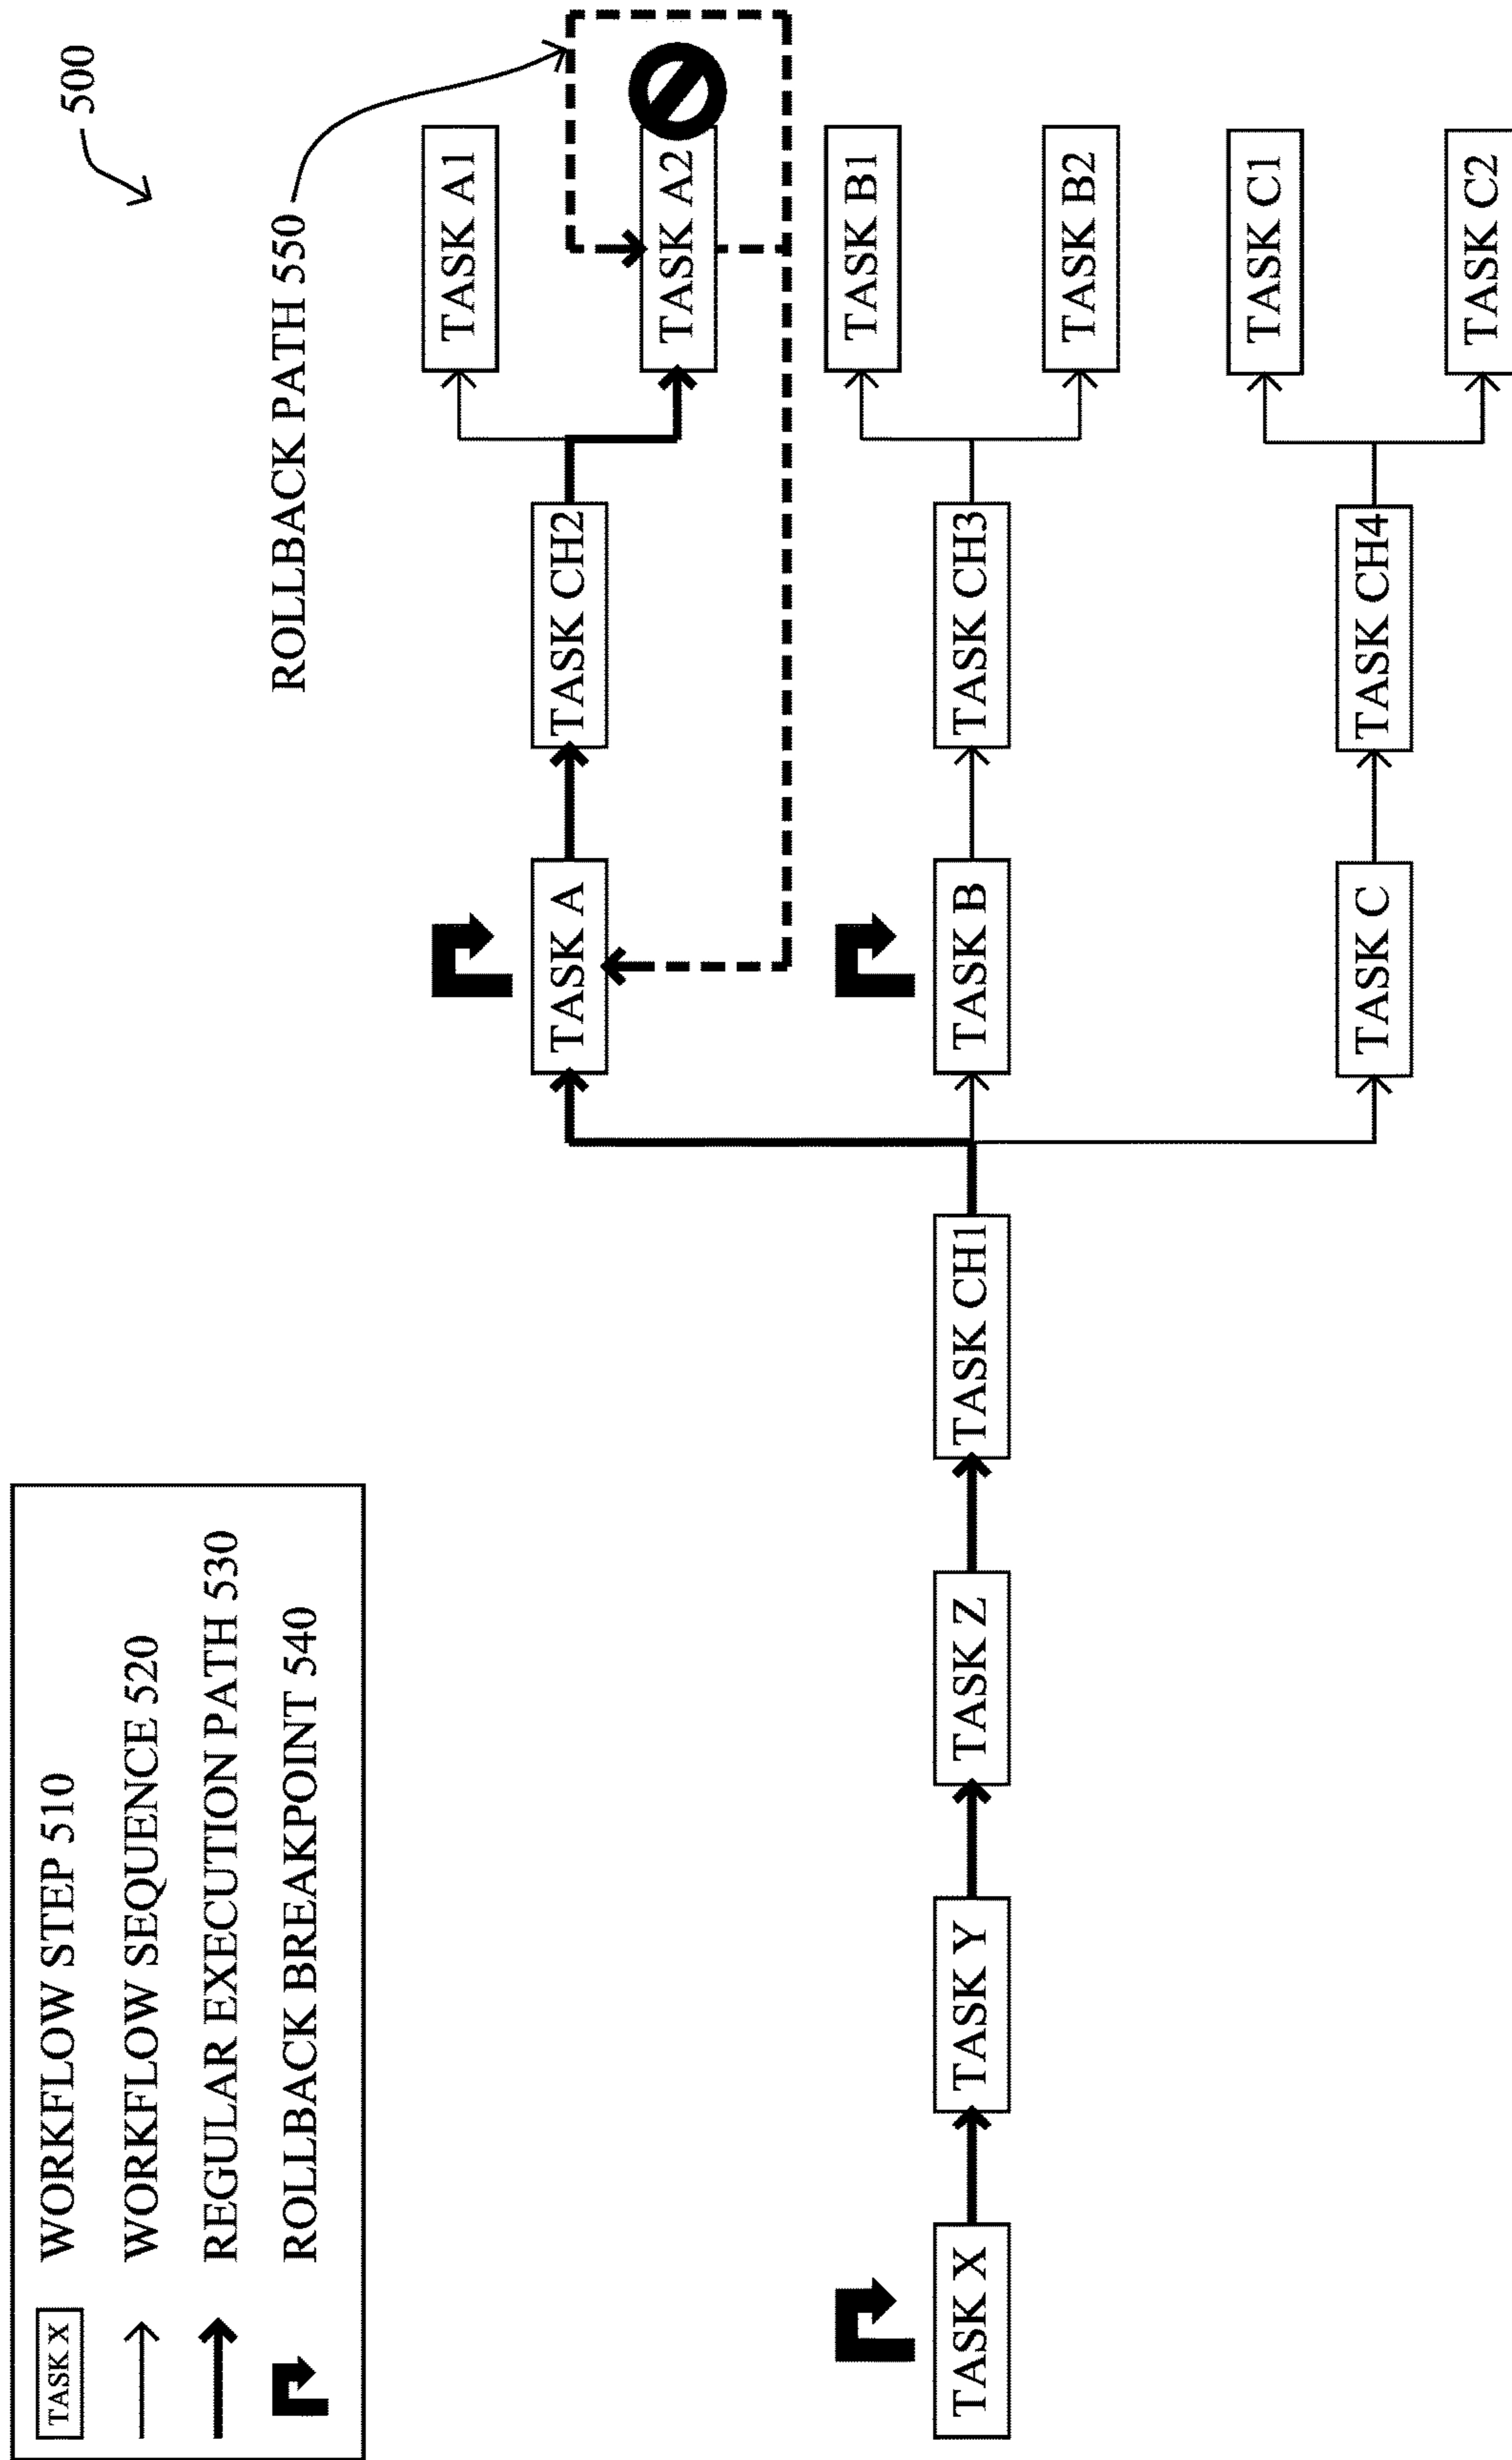 500
TASK X
WORKFLOW STEP 510
WORKFLOW SEQUENCE 520
REGULAR EXECUTION PATH 530
ROLLBACK BREAKPOINT 540
ROLLBACK PATH 550
TASK A1
TASK A
TASK CH2
TASK A2
TASK B1
TASK X
TASK Y
TASK Z
TASK CH1
TASK B
TASK CH3
TASK B2
TASK C1
TASK C
TASK CH4
TASK C2